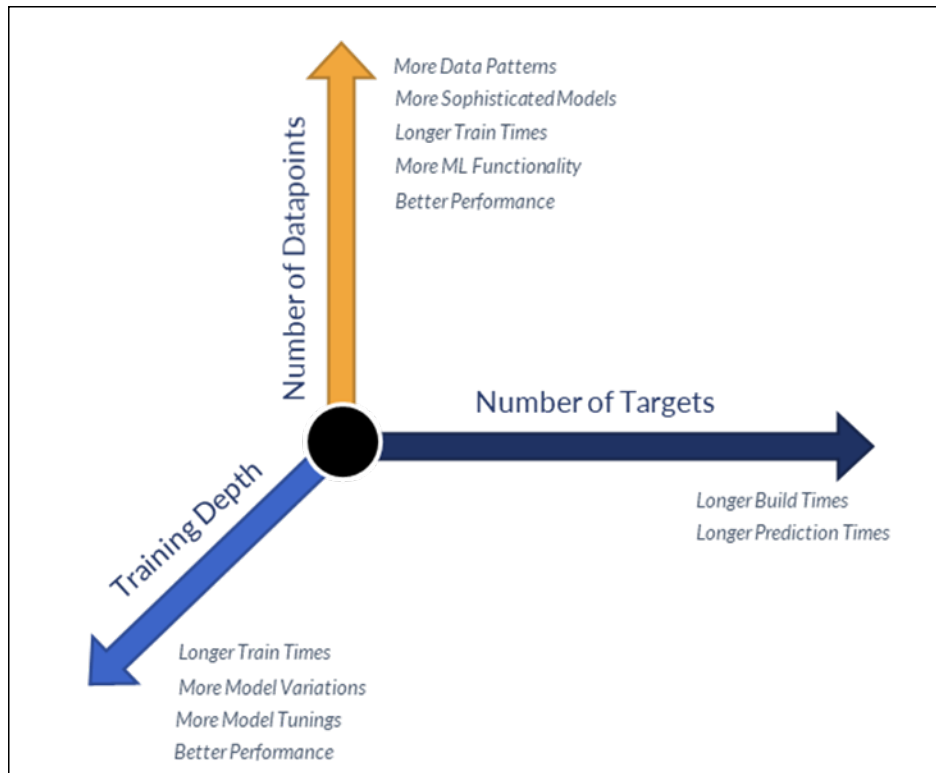 More Data Patterns
More Sophisticated Models
Longer Train Times
More ML Functionality
Better Performance
Number of Datapoints
Number of Targets
Longer Build Times
Longer Prediction Times
Training Depth
Longer Train Times
More Model Variations
More Model Tunings
Better Performance